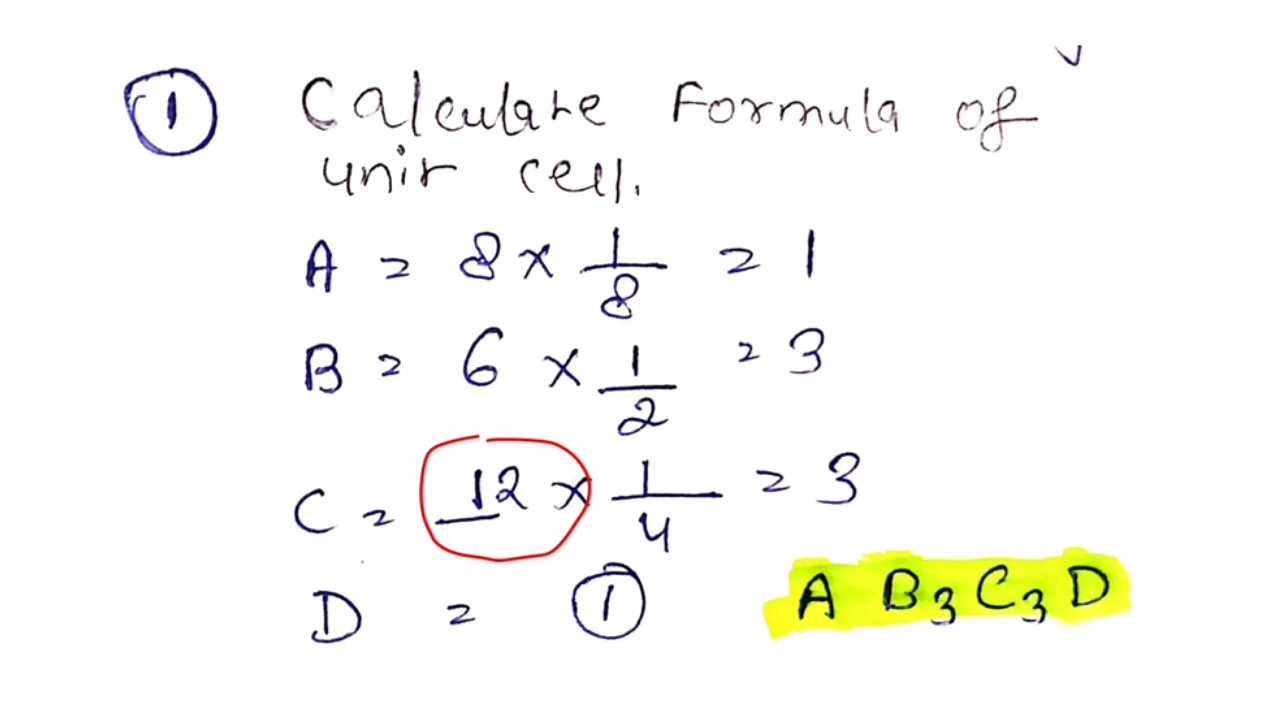 1 Calculate Formula of
unit cell.
A = 8 × 1/8 = 1
B = 6 × 1/2 = 3
C = 12 × 1/4 = 3
D = 1
A B₃ C₃ D